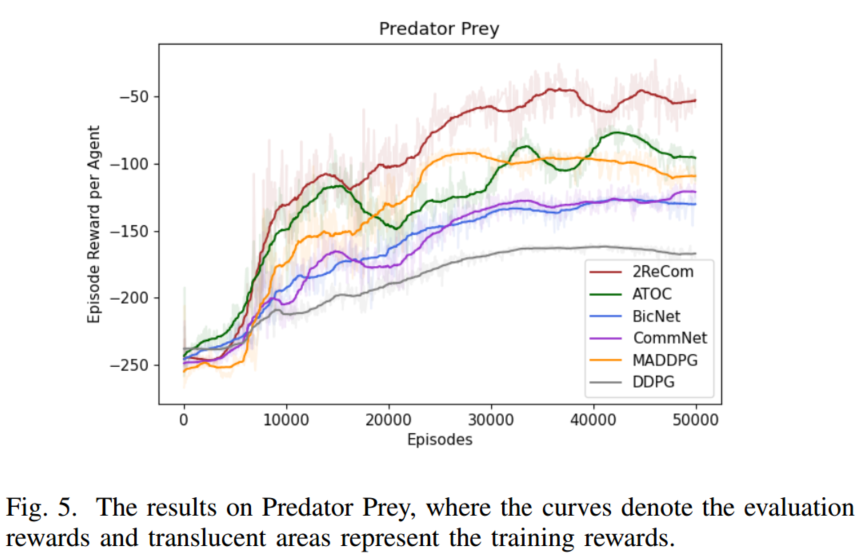 Predator Prey
Episode Reward per Agent
−50
−100
−150
−200
−250
2ReCom
ATOC
BicNet
CommNet
MADDPG
DDPG
0
10000
20000
30000
40000
50000
Episodes
Fig. 5. The results on Predator Prey, where the curves denote the evaluation
rewards and translucent areas represent the training rewards.